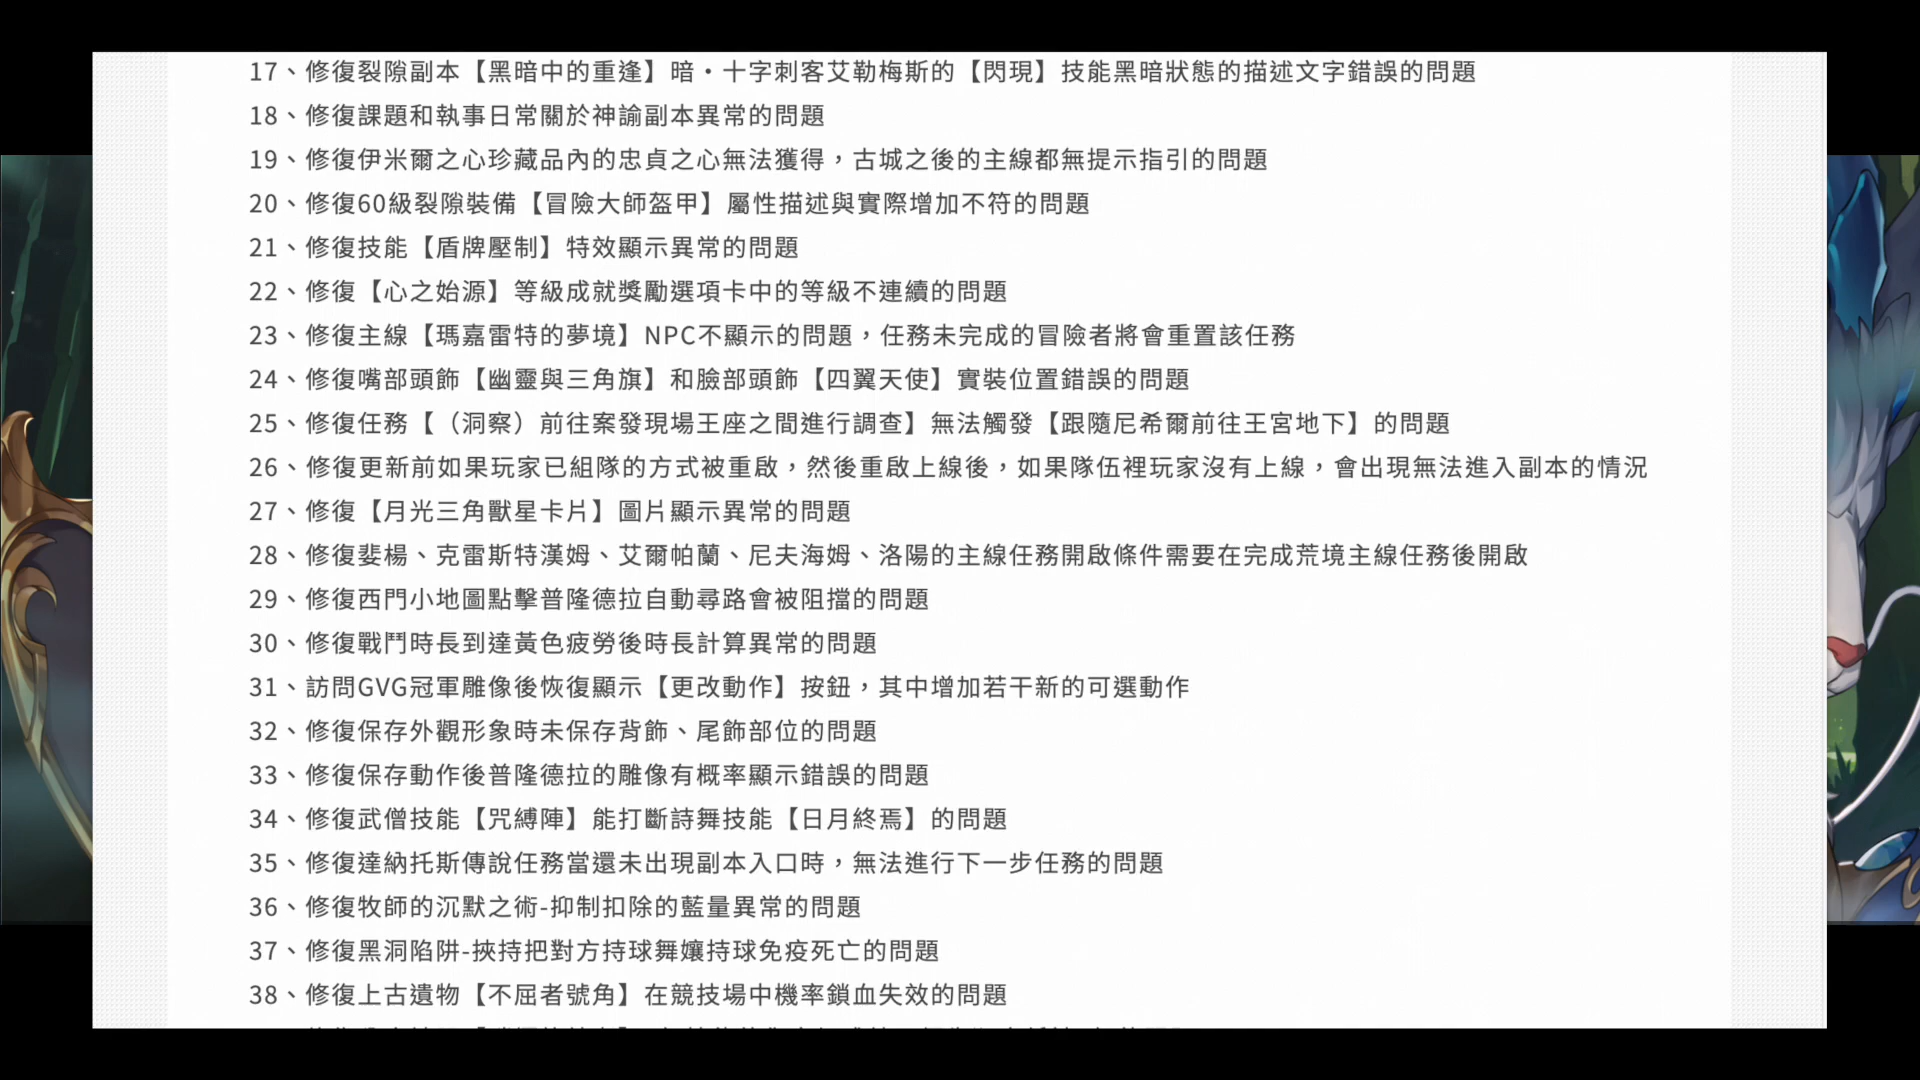 17、修復裂隙副本【黑暗中的重逢】暗・十字刺客艾勒梅斯的【閃現】技能黑暗狀態的描述文字錯誤的問題
18、修復課題和執事日常關於神諭副本異常的問題
19、修復伊米爾之心珍藏品內的忠貞之心無法獲得，古城之後的主線都無提示指引的問題
20、修復60級裂隙裝備【冒險大師盔甲】屬性描述與實際增加不符的問題
21、修復技能【盾牌壓制】特效顯示異常的問題
22、修復【心之始源】等級成就獎勵選項卡中的等級不連續的問題
23、修復主線【瑪嘉雷特的夢境】NPC不顯示的問題，任務未完成的冒險者將會重置該任務
24、修復嘴部頭飾【幽靈與三角旗】和臉部頭飾【四翼天使】實裝位置錯誤的問題
25、修復任務【（洞察）前往案發現場王座之間進行調查】無法觸發【跟隨尼希爾前往王宮地下】的問題
26、修復更新前如果玩家已組隊的方式被重啟，然後重啟上線後，如果隊伍裡玩家沒有上線，會出現無法進入副本的情況
27、修復【月光三角獸星卡片】圖片顯示異常的問題
28、修復斐楊、克雷斯特漢姆、艾爾帕蘭、尼夫海姆、洛陽的主線任務開啟條件需要在完成荒境主線任務後開啟
29、修復西門小地圖點擊普隆德拉自動尋路會被阻擋的問題
30、修復戰鬥時長到達黃色疲勞後時長計算異常的問題
31、訪問GVG冠軍雕像後恢復顯示【更改動作】按鈕，其中增加若干新的可選動作
32、修復保存外觀形象時未保存背飾、尾飾部位的問題
33、修復保存動作後普隆德拉的雕像有概率顯示錯誤的問題
34、修復武僧技能【咒縛陣】能打斷詩舞技能【日月終焉】的問題
35、修復達納托斯傳說任務當還未出現副本入口時，無法進行下一步任務的問題
36、修復牧師的沉默之術-抑制扣除的藍量異常的問題
37、修復黑洞陷阱-挾持把對方持球舞孃持球免疫死亡的問題
38、修復上古遺物【不屈者號角】在競技場中機率鎖血失效的問題